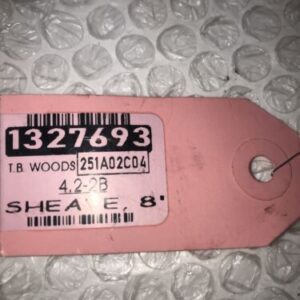 1327693
T.B. WOODS 251A02C04
4.2-2B
SHEAVE, 8"